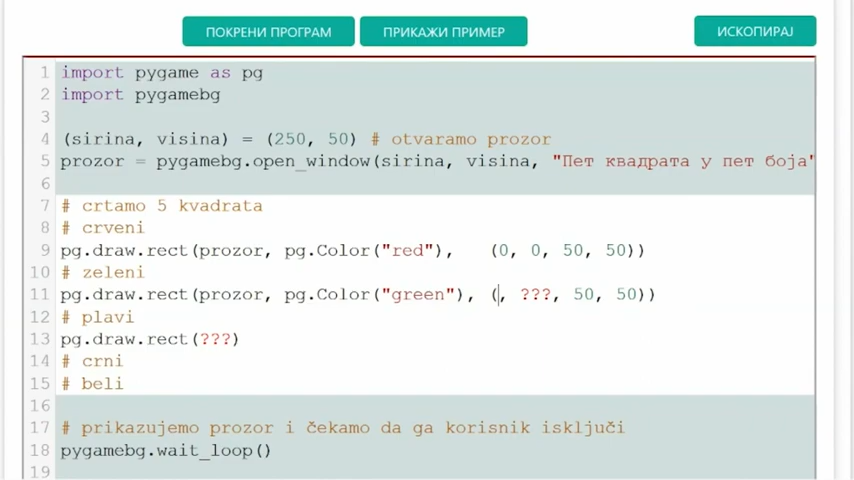 ПОКРЕНИ ПРОГРАМ ПРИКАЖИ ПРИМЕР ИСКОПИРАЈ
1 import pygame as pg
2 import pygamebg
3
4 (sirina, visina) = (250, 50) # otvaramo prozor
5 prozor = pygamebg.open_window(sirina, visina, "Пет квадрата у пет боја"
6
7 # crtamo 5 kvadrata
8 # crveni
9 pg.draw.rect(prozor, pg.Color("red"), (0, 0, 50, 50))
10 # zeleni
11 pg.draw.rect(prozor, pg.Color("green"), (, ???, 50, 50))
12 # plavi
13 pg.draw.rect(???)
14 # crni
15 # beli
16
17 # prikazujemo prozor i čekamo da ga korisnik isključi
18 pygamebg.wait_loop()
19